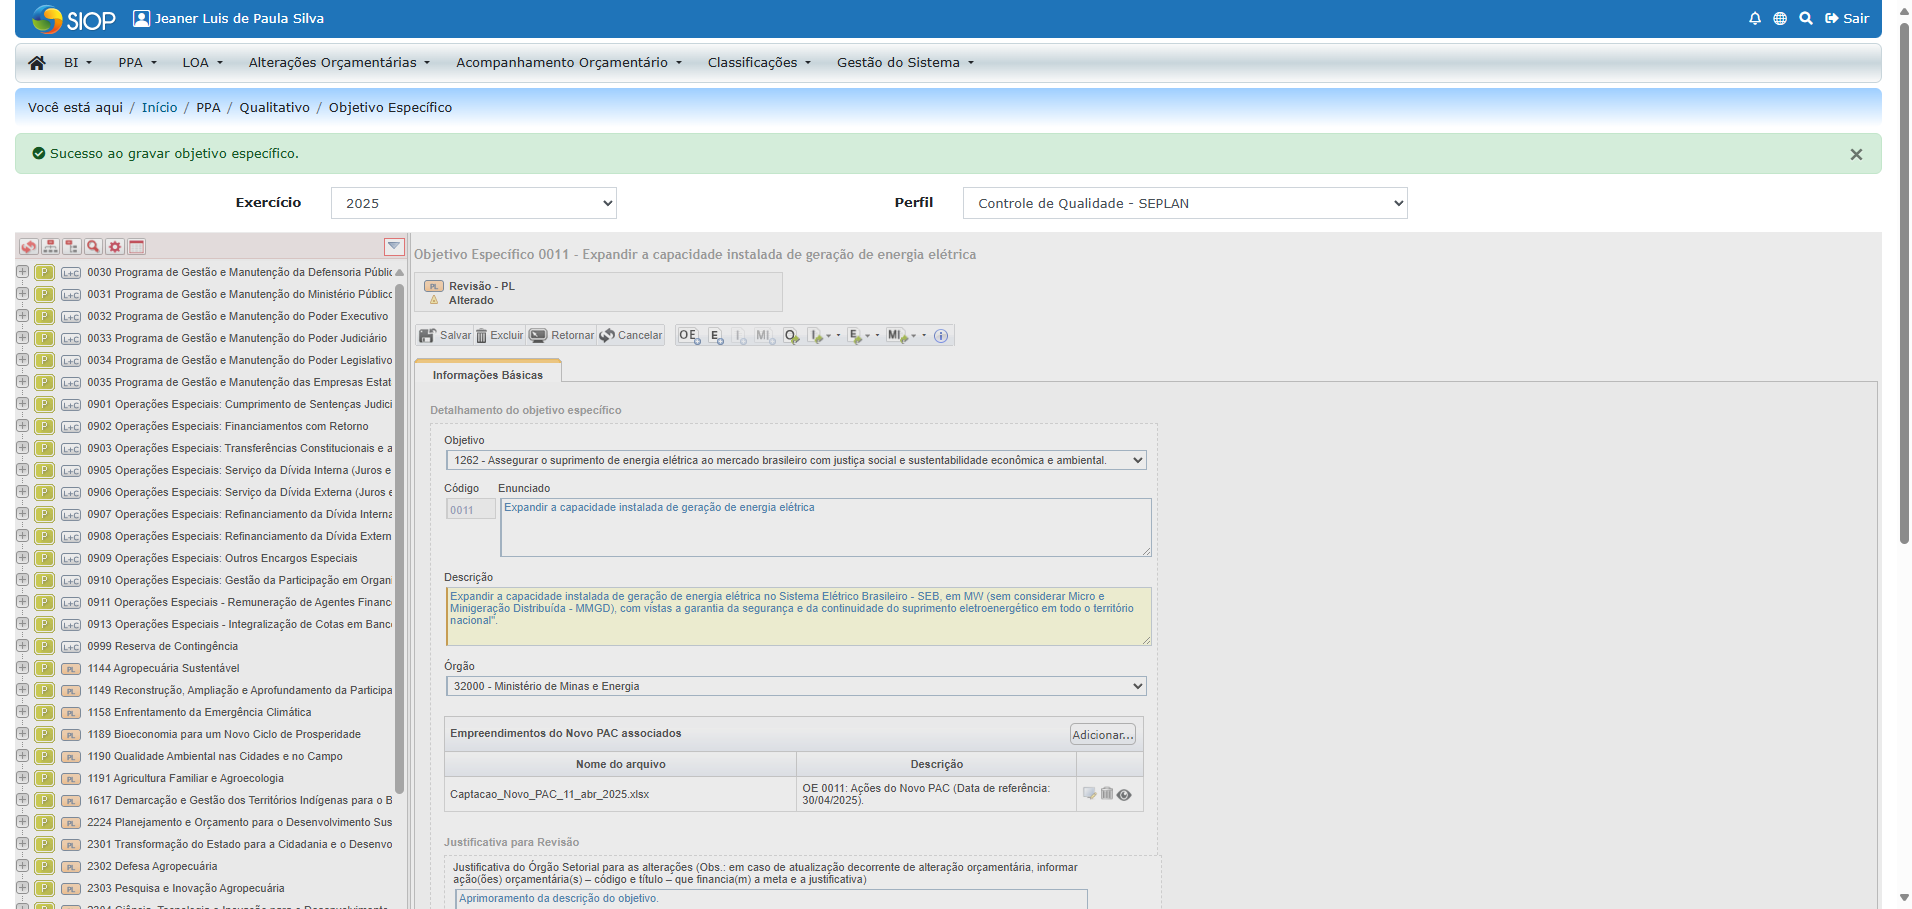 SIOP Jeaner Luis de Paula Silva Sair
BI PPA LOA Alterações Orçamentárias Acompanhamento Orçamentário Classificações Gestão do Sistema
Você está aqui / Início / PPA / Qualitativo / Objetivo Específico
Sucesso ao gravar objetivo específico.
Exercício 2025 Perfil Controle de Qualidade - SEPLAN
P L+C 0030 Programa de Gestão e Manutenção da Defensoria Públic
P L+C 0031 Programa de Gestão e Manutenção do Ministério Público
P L+C 0032 Programa de Gestão e Manutenção do Poder Executivo
P L+C 0033 Programa de Gestão e Manutenção do Poder Judiciário
P L+C 0034 Programa de Gestão e Manutenção do Poder Legislativo
P L+C 0035 Programa de Gestão e Manutenção das Empresas Estat
P L+C 0901 Operações Especiais: Cumprimento de Sentenças Judici
P L+C 0902 Operações Especiais: Financiamentos com Retorno
P L+C 0903 Operações Especiais: Transferências Constitucionais e a
P L+C 0905 Operações Especiais: Serviço da Dívida Interna (Juros e
P L+C 0906 Operações Especiais: Serviço da Dívida Externa (Juros e
P L+C 0907 Operações Especiais: Refinanciamento da Dívida Interna
P L+C 0908 Operações Especiais: Refinanciamento da Dívida Extern
P L+C 0909 Operações Especiais: Outros Encargos Especiais
P L+C 0910 Operações Especiais: Gestão da Participação em Organ
P L+C 0911 Operações Especiais - Remuneração de Agentes Financ
P L+C 0913 Operações Especiais - Integralização de Cotas em Banc
P L+C 0999 Reserva de Contingência
P PL 1144 Agropecuária Sustentável
P PL 1149 Reconstrução, Ampliação e Aprofundamento da Participa
P PL 1158 Enfrentamento da Emergência Climática
P PL 1189 Bioeconomia para um Novo Ciclo de Prosperidade
P PL 1190 Qualidade Ambiental nas Cidades e no Campo
P PL 1191 Agricultura Familiar e Agroecologia
P PL 1617 Demarcação e Gestão dos Territórios Indígenas para o B
P PL 2224 Planejamento e Orçamento para o Desenvolvimento Sus
P PL 2301 Transformação do Estado para a Cidadania e o Desenvo
P PL 2302 Defesa Agropecuária
P PL 2303 Pesquisa e Inovação Agropecuária
Objetivo Específico 0011 - Expandir a capacidade instalada de geração de energia elétrica
PL Revisão - PL
Alterado
Salvar Excluir Retornar Cancelar OE E I MI O I E MI
Informações Básicas
Detalhamento do objetivo específico
Objetivo
1262 - Assegurar o suprimento de energia elétrica ao mercado brasileiro com justiça social e sustentabilidade econômica e ambiental.
Código Enunciado
0011 Expandir a capacidade instalada de geração de energia elétrica
Descrição
Expandir a capacidade instalada de geração de energia elétrica no Sistema Elétrico Brasileiro - SEB, em MW (sem considerar Micro e
Minigeração Distribuída - MMGD), com vistas a garantia da segurança e da continuidade do suprimento eletroenergético em todo o território
nacional".
Órgão
32000 - Ministério de Minas e Energia
Empreendimentos do Novo PAC associados Adicionar...
Nome do arquivo Descrição
Captacao_Novo_PAC_11_abr_2025.xlsx OE 0011: Ações do Novo PAC (Data de referência:
30/04/2025).
Justificativa para Revisão
Justificativa do Órgão Setorial para as alterações (Obs.: em caso de atualização decorrente de alteração orçamentária, informar
ação(ões) orçamentária(s) – código e título – que financia(m) a meta e a justificativa)
Aprimoramento da descrição do objetivo.